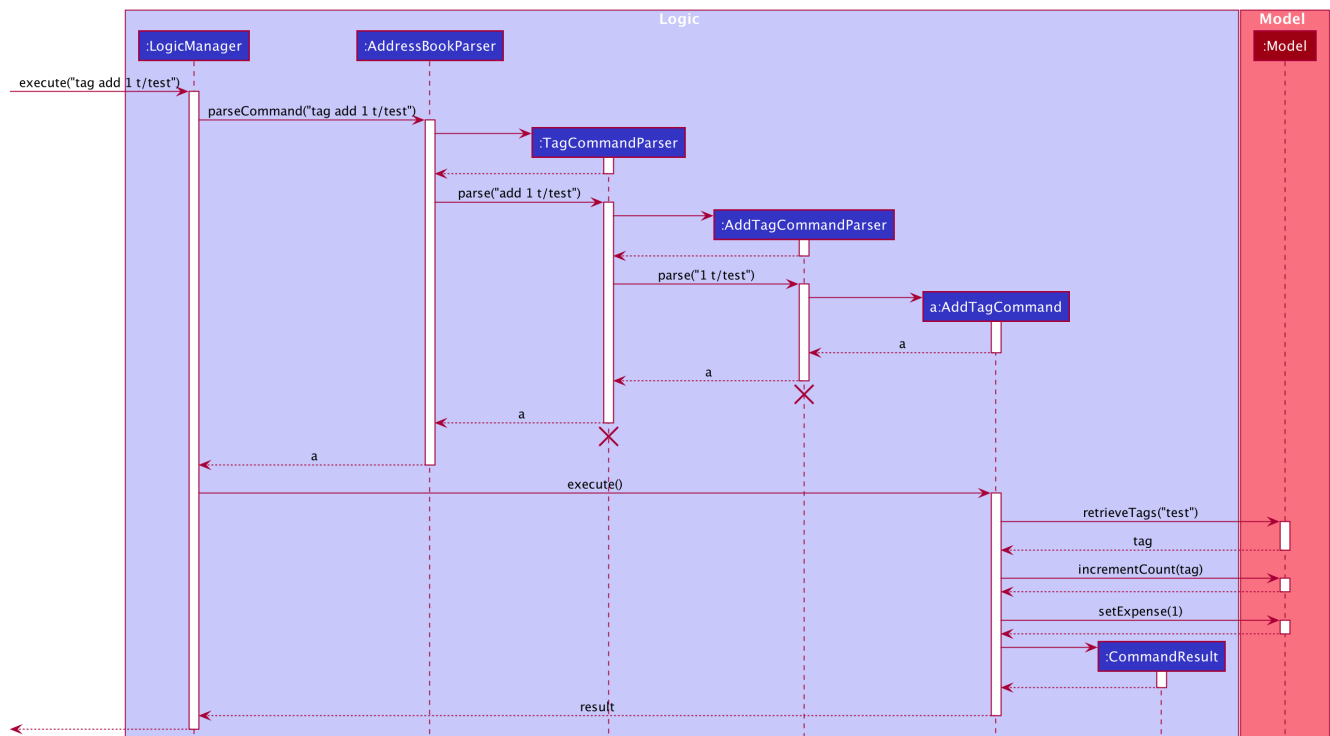 Logic
Model
:LogicManager
:AddressBookParser
:Model
execute("tag add 1 t/test")
parseCommand("tag add 1 t/test")
:TagCommandParser
parse("add 1 t/test")
:AddTagCommandParser
parse("1 t/test")
a:AddTagCommand
a
a
a
a
execute()
retrieveTags("test")
tag
incrementCount(tag)
setExpense(1)
:CommandResult
result